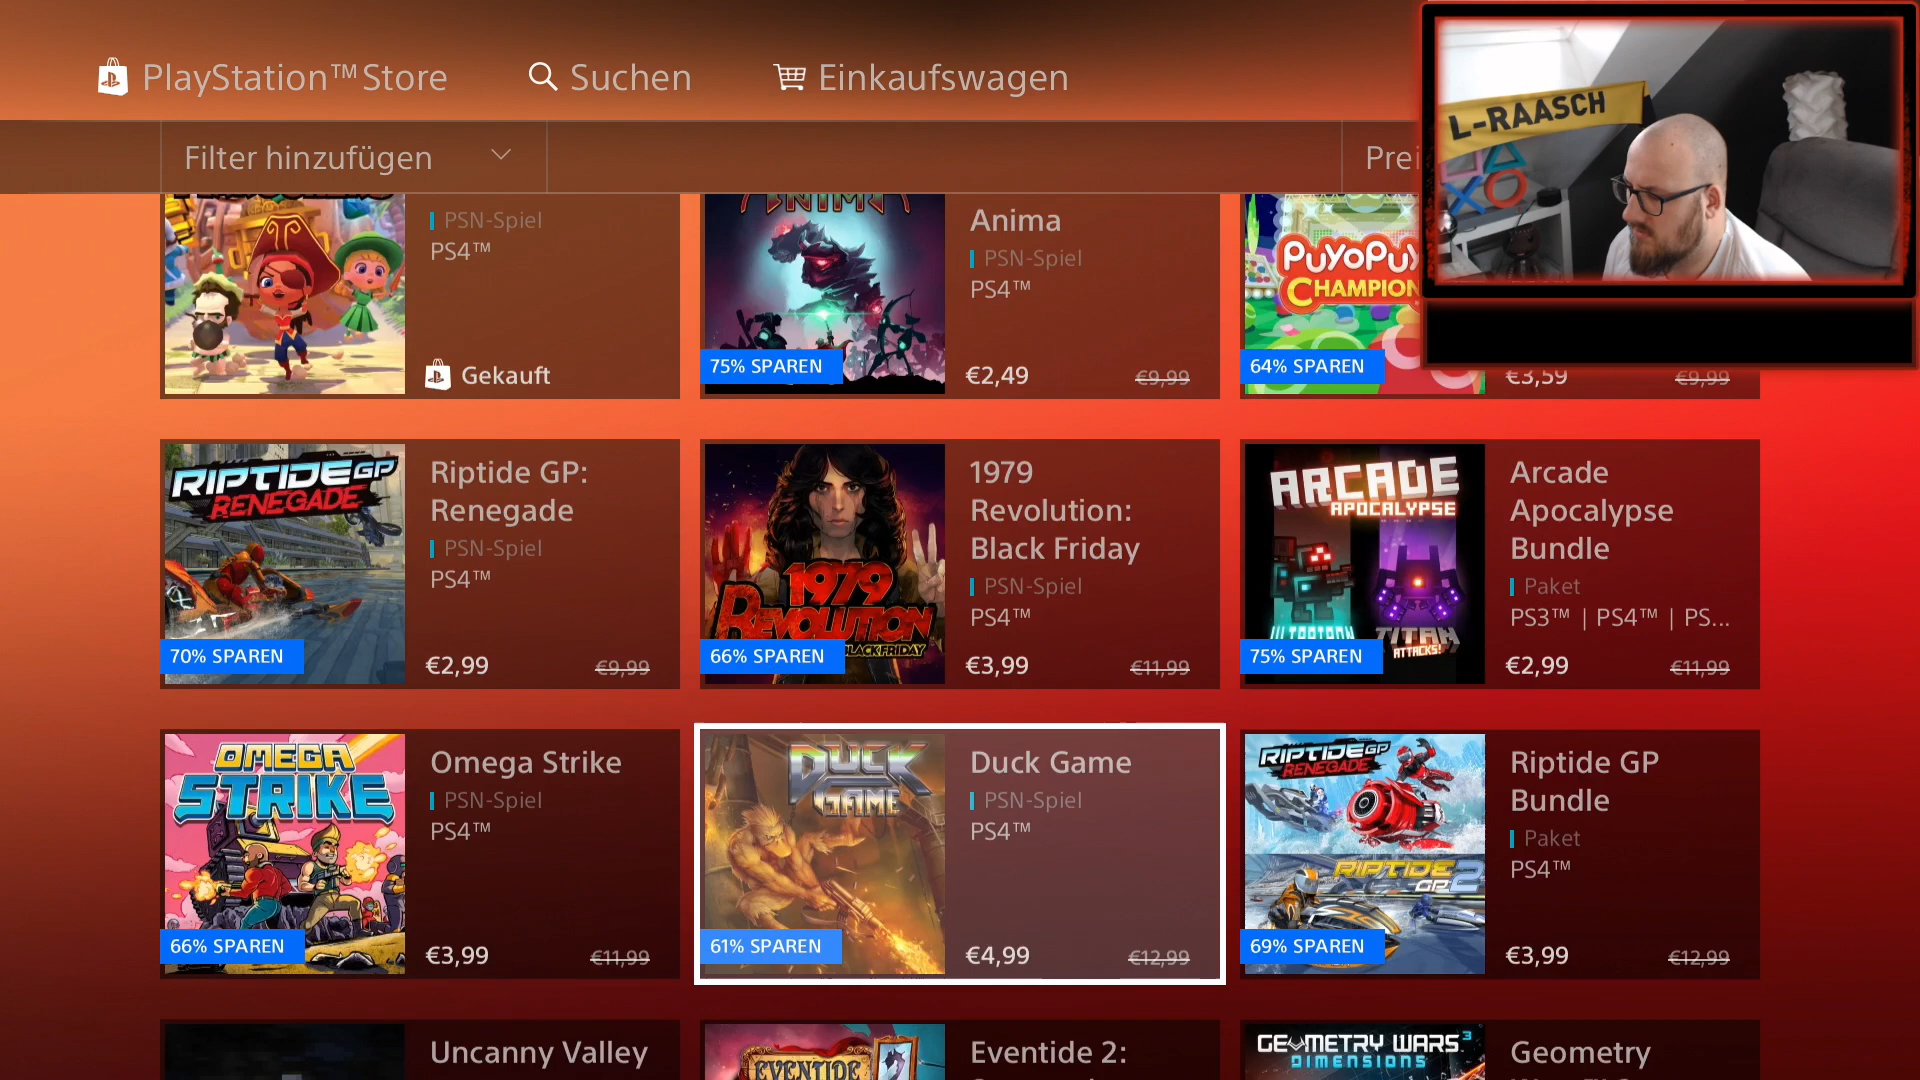 PlayStation™Store
Suchen
Einkaufswagen
L-RAASCH
Filter hinzufügen
Prei
PSN-Spiel
PS4™
Gekauft
ANIMA
75% SPAREN
Anima
PSN-Spiel
PS4™
€2,49
€9,99
PUYOPUY
CHAMPION
64% SPAREN
€3,59
€9,99
RIPTIDE GP
RENEGADE
70% SPAREN
Riptide GP:
Renegade
PSN-Spiel
PS4™
€2,99
€9,99
1979
REVOLUTION
BLACK FRIDAY
66% SPAREN
1979
Revolution:
Black Friday
PSN-Spiel
PS4™
€3,99
€11,99
ARCADE
APOCALYPSE
TITAN
ATTACKS!
75% SPAREN
Arcade
Apocalypse
Bundle
Paket
PS3™ | PS4™ | PS...
€2,99
€11,99
OMEGA
STRIKE
66% SPAREN
Omega Strike
PSN-Spiel
PS4™
€3,99
€11,99
DUCK
GAME
61% SPAREN
Duck Game
PSN-Spiel
PS4™
€4,99
€12,99
RIPTIDE GP
RENEGADE
RIPTIDE
GP2
69% SPAREN
Riptide GP
Bundle
Paket
PS4™
€3,99
€12,99
Uncanny Valley
EVENTIDE
Eventide 2:
GEOMETRY WARS 3
DIMENSIONS
Geometry